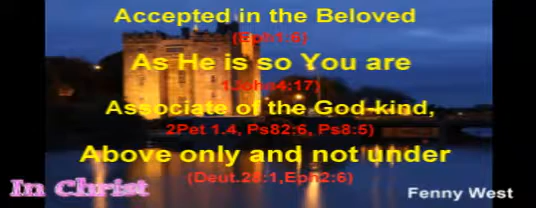 Accepted in the Beloved
(Eph1:6)
As He is so You are
1John4:17)
Associate of the God-kind,
2Pet 1.4, Ps82:6, Ps8:5)
Above only and not under
(Deut.28:1,Eph2:6)
In Christ
Fenny West